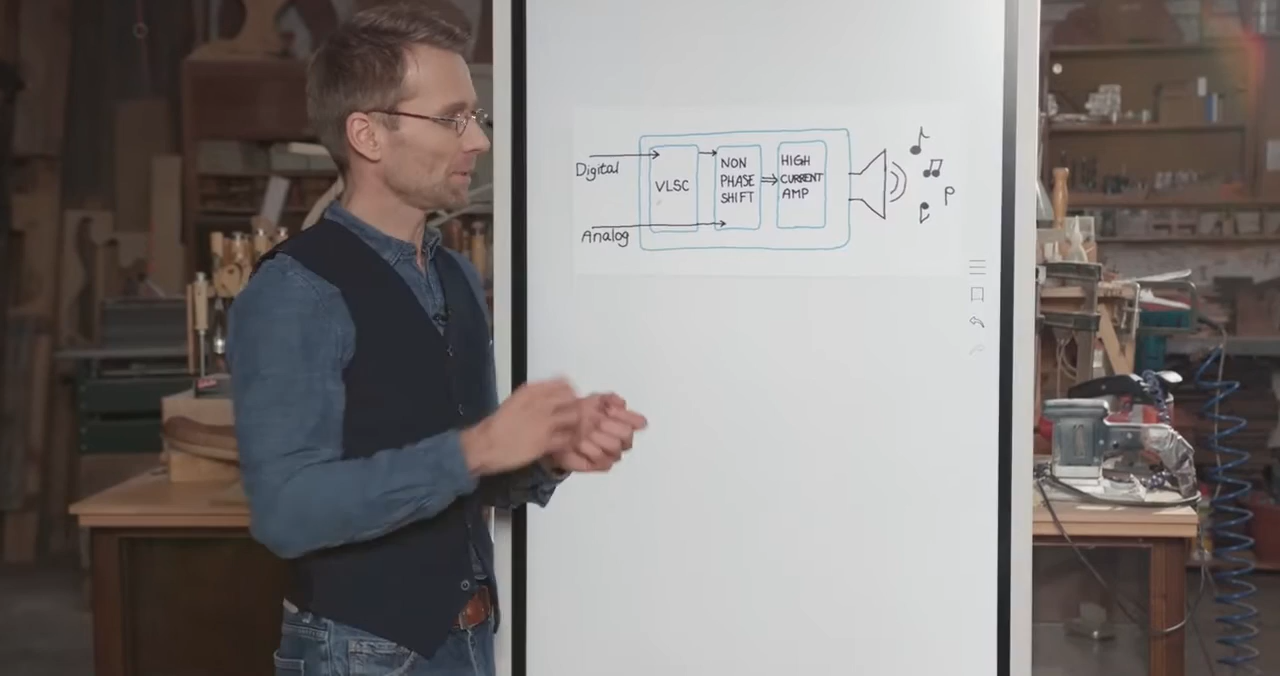 Digital
Analog
VLSC
NON
PHASE
SHIFT
HIGH
CURRENT
AMP